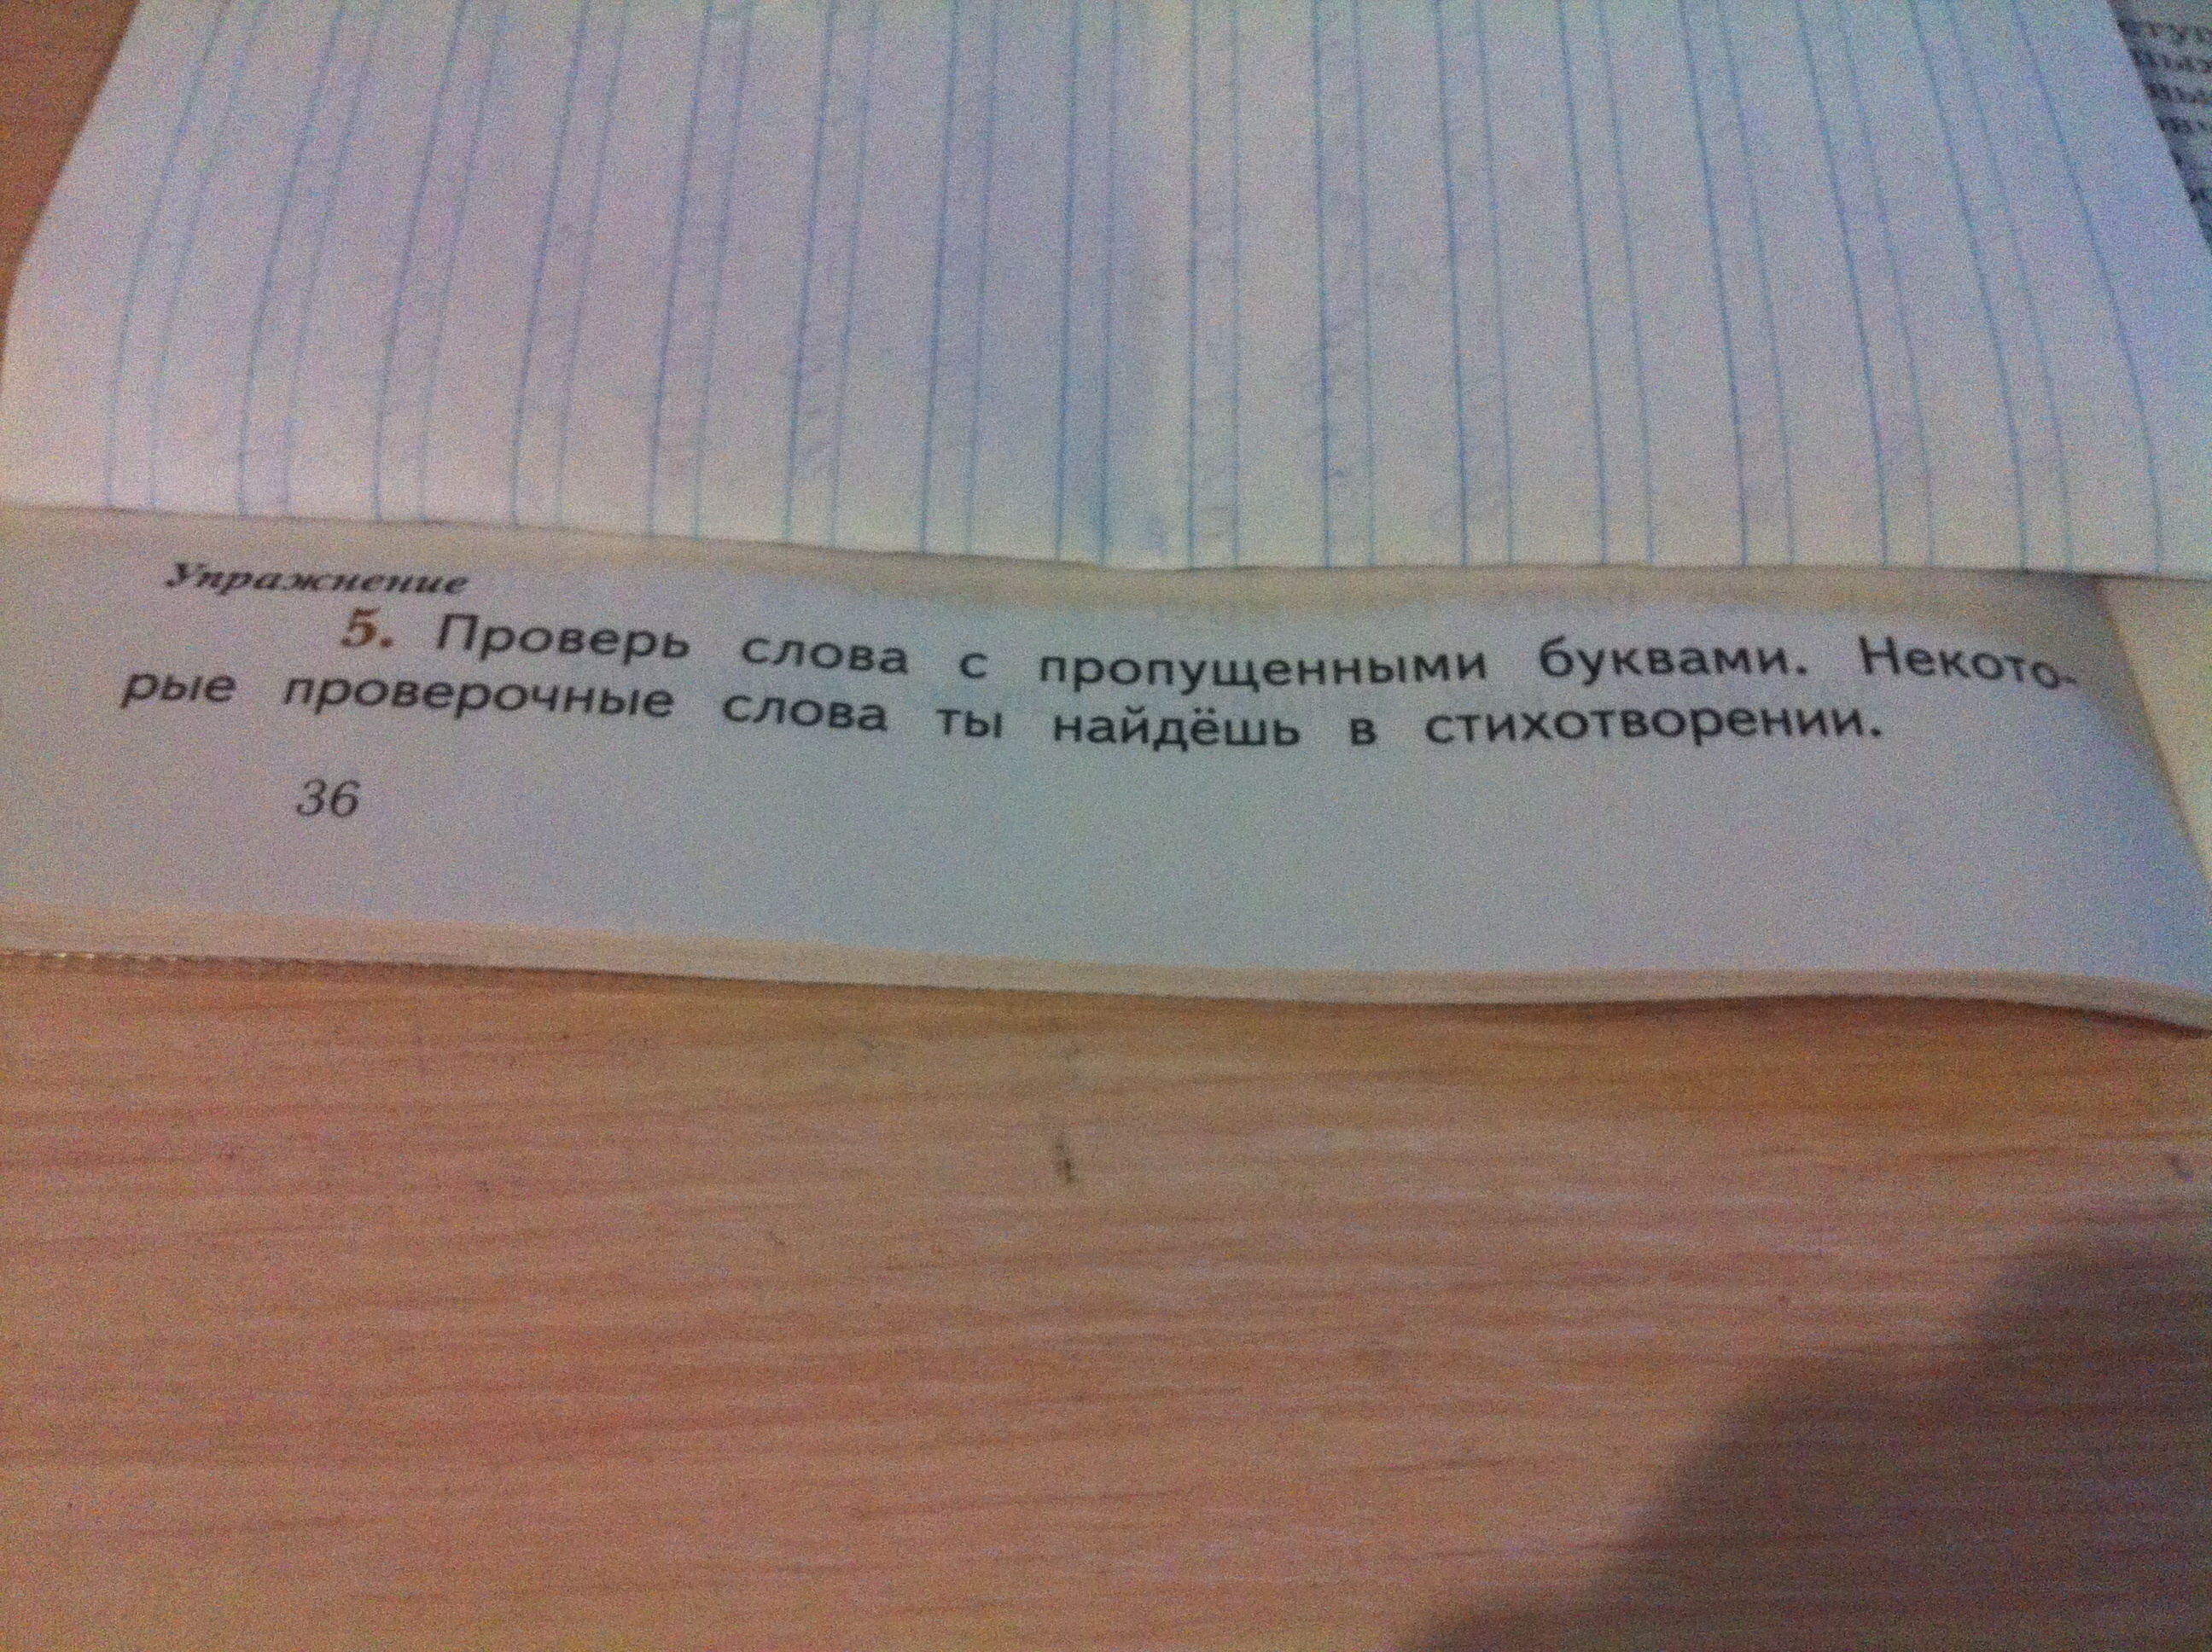 Упражнение
5. Проверь слова с пропущенными буквами. Некото-
рые проверочные слова ты найдёшь в стихотворении.
36